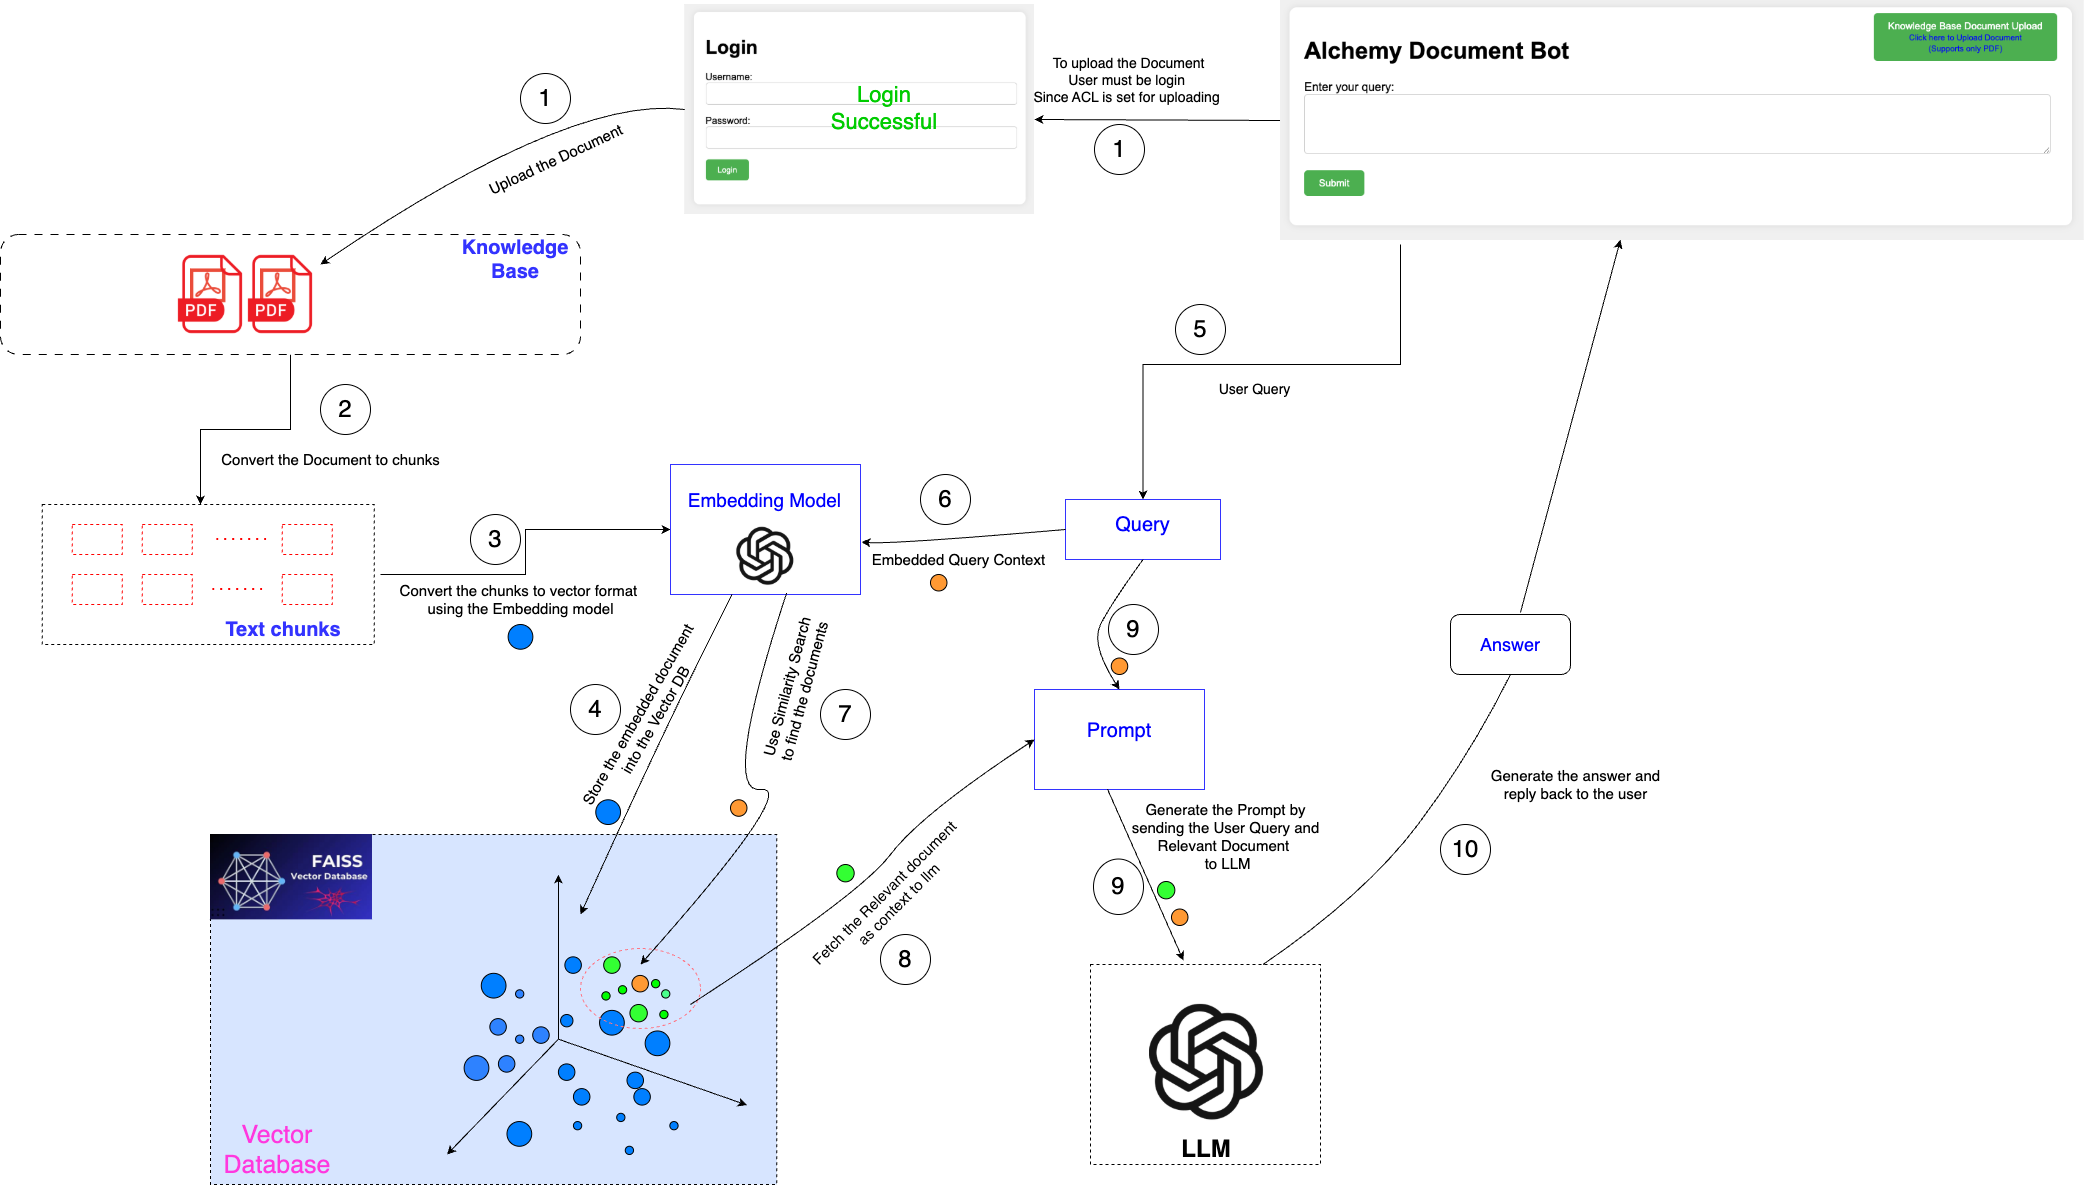 Login
Username:
Login
Password:
Successful
Login
To upload the Document
User must be login
Since ACL is set for uploading
1
Alchemy Document Bot
Knowledge Base Document Upload
Click here to Upload Document
(Supports only PDF)
Enter your query:
Submit
1
Upload the Document
Knowledge
Base
PDF
PDF
2
Convert the Document to chunks
. . . . . . .
. . . . . . .
Text chunks
3
Convert the chunks to vector format
using the Embedding model
Embedding Model
4
Store the embedded document
into the Vector DB
5
User Query
Query
6
Embedded Query Context
7
Use Similarity Search
to find the documents
FAISS
Vector Database
Vector
Database
8
Fetch the Relevant document
as context to llm
9
Prompt
9
Generate the Prompt by
sending the User Query and
Relevant Document
to LLM
LLM
10
Generate the answer and
reply back to the user
Answer